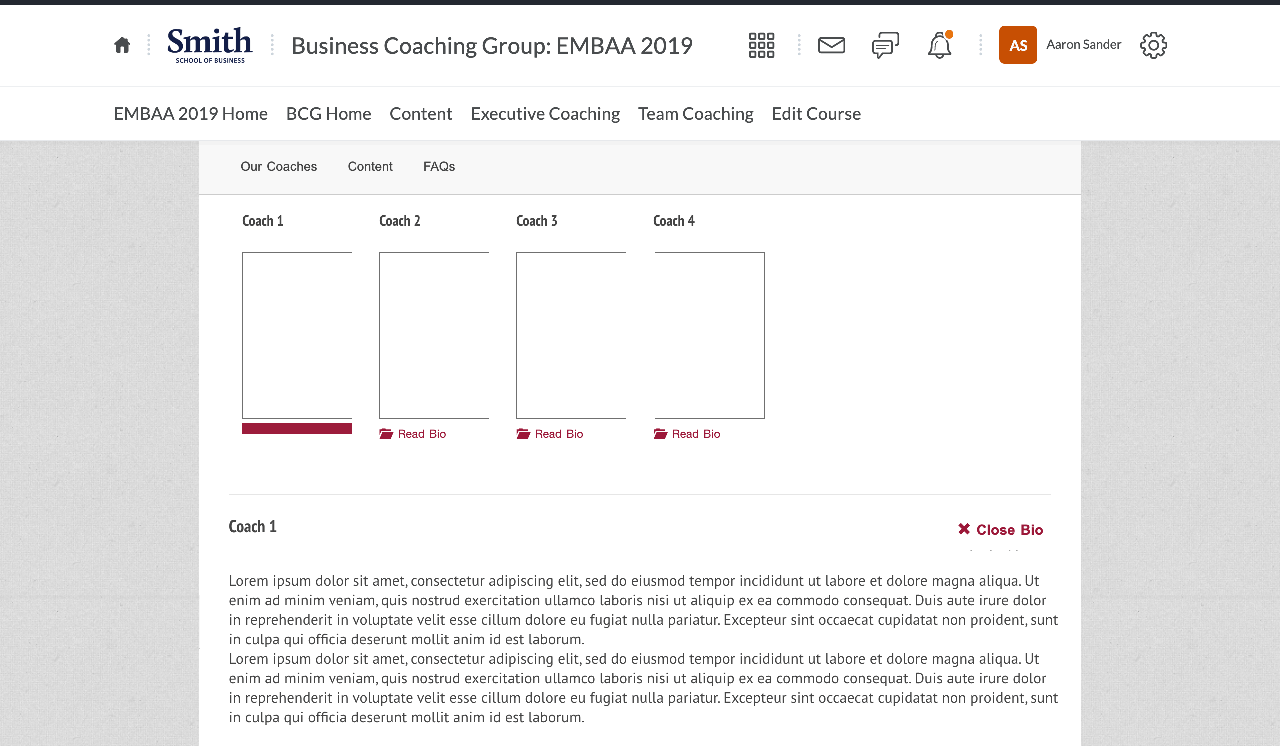 Smith
SCHOOL OF BUSINESS
Business Coaching Group: EMBAA 2019
AS
Aaron Sander
EMBAA 2019 Home BCG Home Content Executive Coaching Team Coaching Edit Course
Our Coaches Content FAQs
Coach 1 Coach 2 Coach 3 Coach 4
Read Bio Read Bio Read Bio
Coach 1
Close Bio
Lorem ipsum dolor sit amet, consectetur adipiscing elit, sed do eiusmod tempor incididunt ut labore et dolore magna aliqua. Ut
enim ad minim veniam, quis nostrud exercitation ullamco laboris nisi ut aliquip ex ea commodo consequat. Duis aute irure dolor
in reprehenderit in voluptate velit esse cillum dolore eu fugiat nulla pariatur. Excepteur sint occaecat cupidatat non proident, sunt
in culpa qui officia deserunt mollit anim id est laborum.
Lorem ipsum dolor sit amet, consectetur adipiscing elit, sed do eiusmod tempor incididunt ut labore et dolore magna aliqua. Ut
enim ad minim veniam, quis nostrud exercitation ullamco laboris nisi ut aliquip ex ea commodo consequat. Duis aute irure dolor
in reprehenderit in voluptate velit esse cillum dolore eu fugiat nulla pariatur. Excepteur sint occaecat cupidatat non proident, sunt
in culpa qui officia deserunt mollit anim id est laborum.